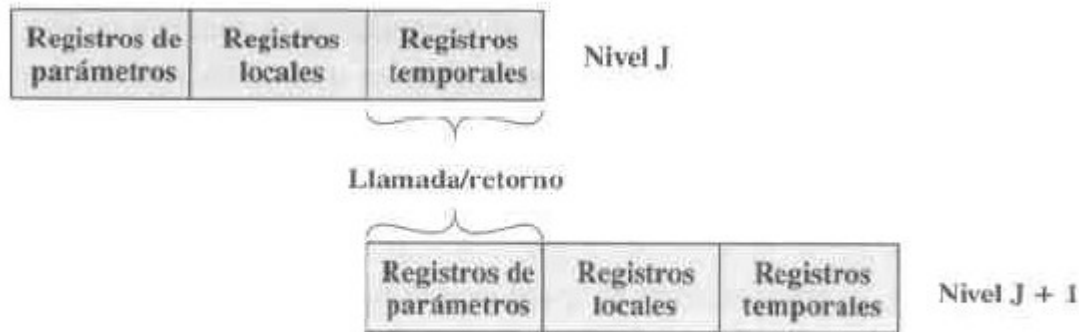 Registros de
parámetros
Registros
locales
Registros
temporales
Nivel J
Llamada/retorno
Registros de
parámetros
Registros
locales
Registros
temporales
Nivel J + 1